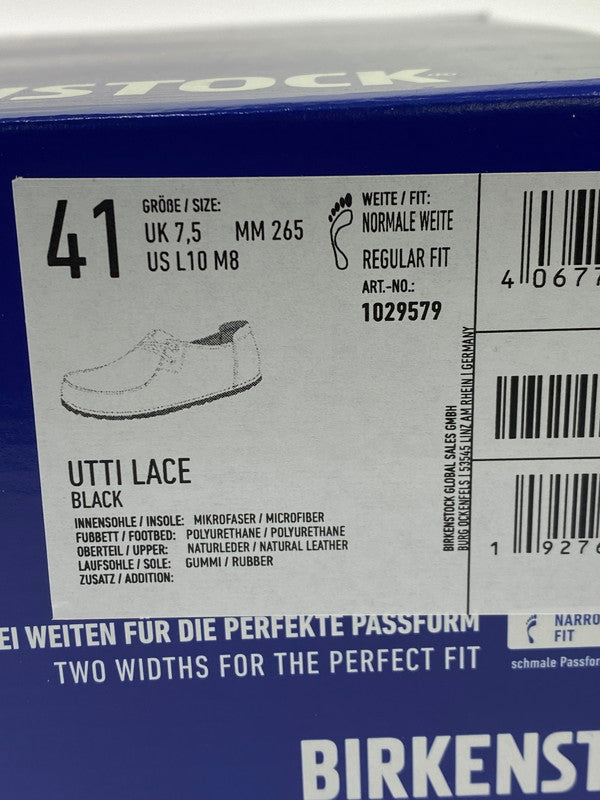 STOCK
41
GRÖßE / SIZE:
UK 7,5 MM 265
US L10 M8
WEITE / FIT:
NORMALE WEITE
REGULAR FIT
ART.-NO.:
1029579
UTTI LACE
BLACK
INNENSOHLE / INSOLE: MIKROFASER / MICROFIBER
FUBBETT / FOOTBED: POLYURETHANE / POLYURETHANE
OBERTEIL / UPPER: NATURLEDER / NATURAL LEATHER
LAUFSOHLE / SOLE: GUMMI / RUBBER
ZUSATZ / ADDITION:
BIRKENSTOCK GLOBAL SALES GMBH
BURG OCKENFELS | 53545 LINZ AM RHEIN | GERMANY
4 0677
1 9276
EI WEITEN FÜR DIE PERFEKTE PASSFORM
TWO WIDTHS FOR THE PERFECT FIT
NARRO
FIT
schmale Passfor
BIRKENST